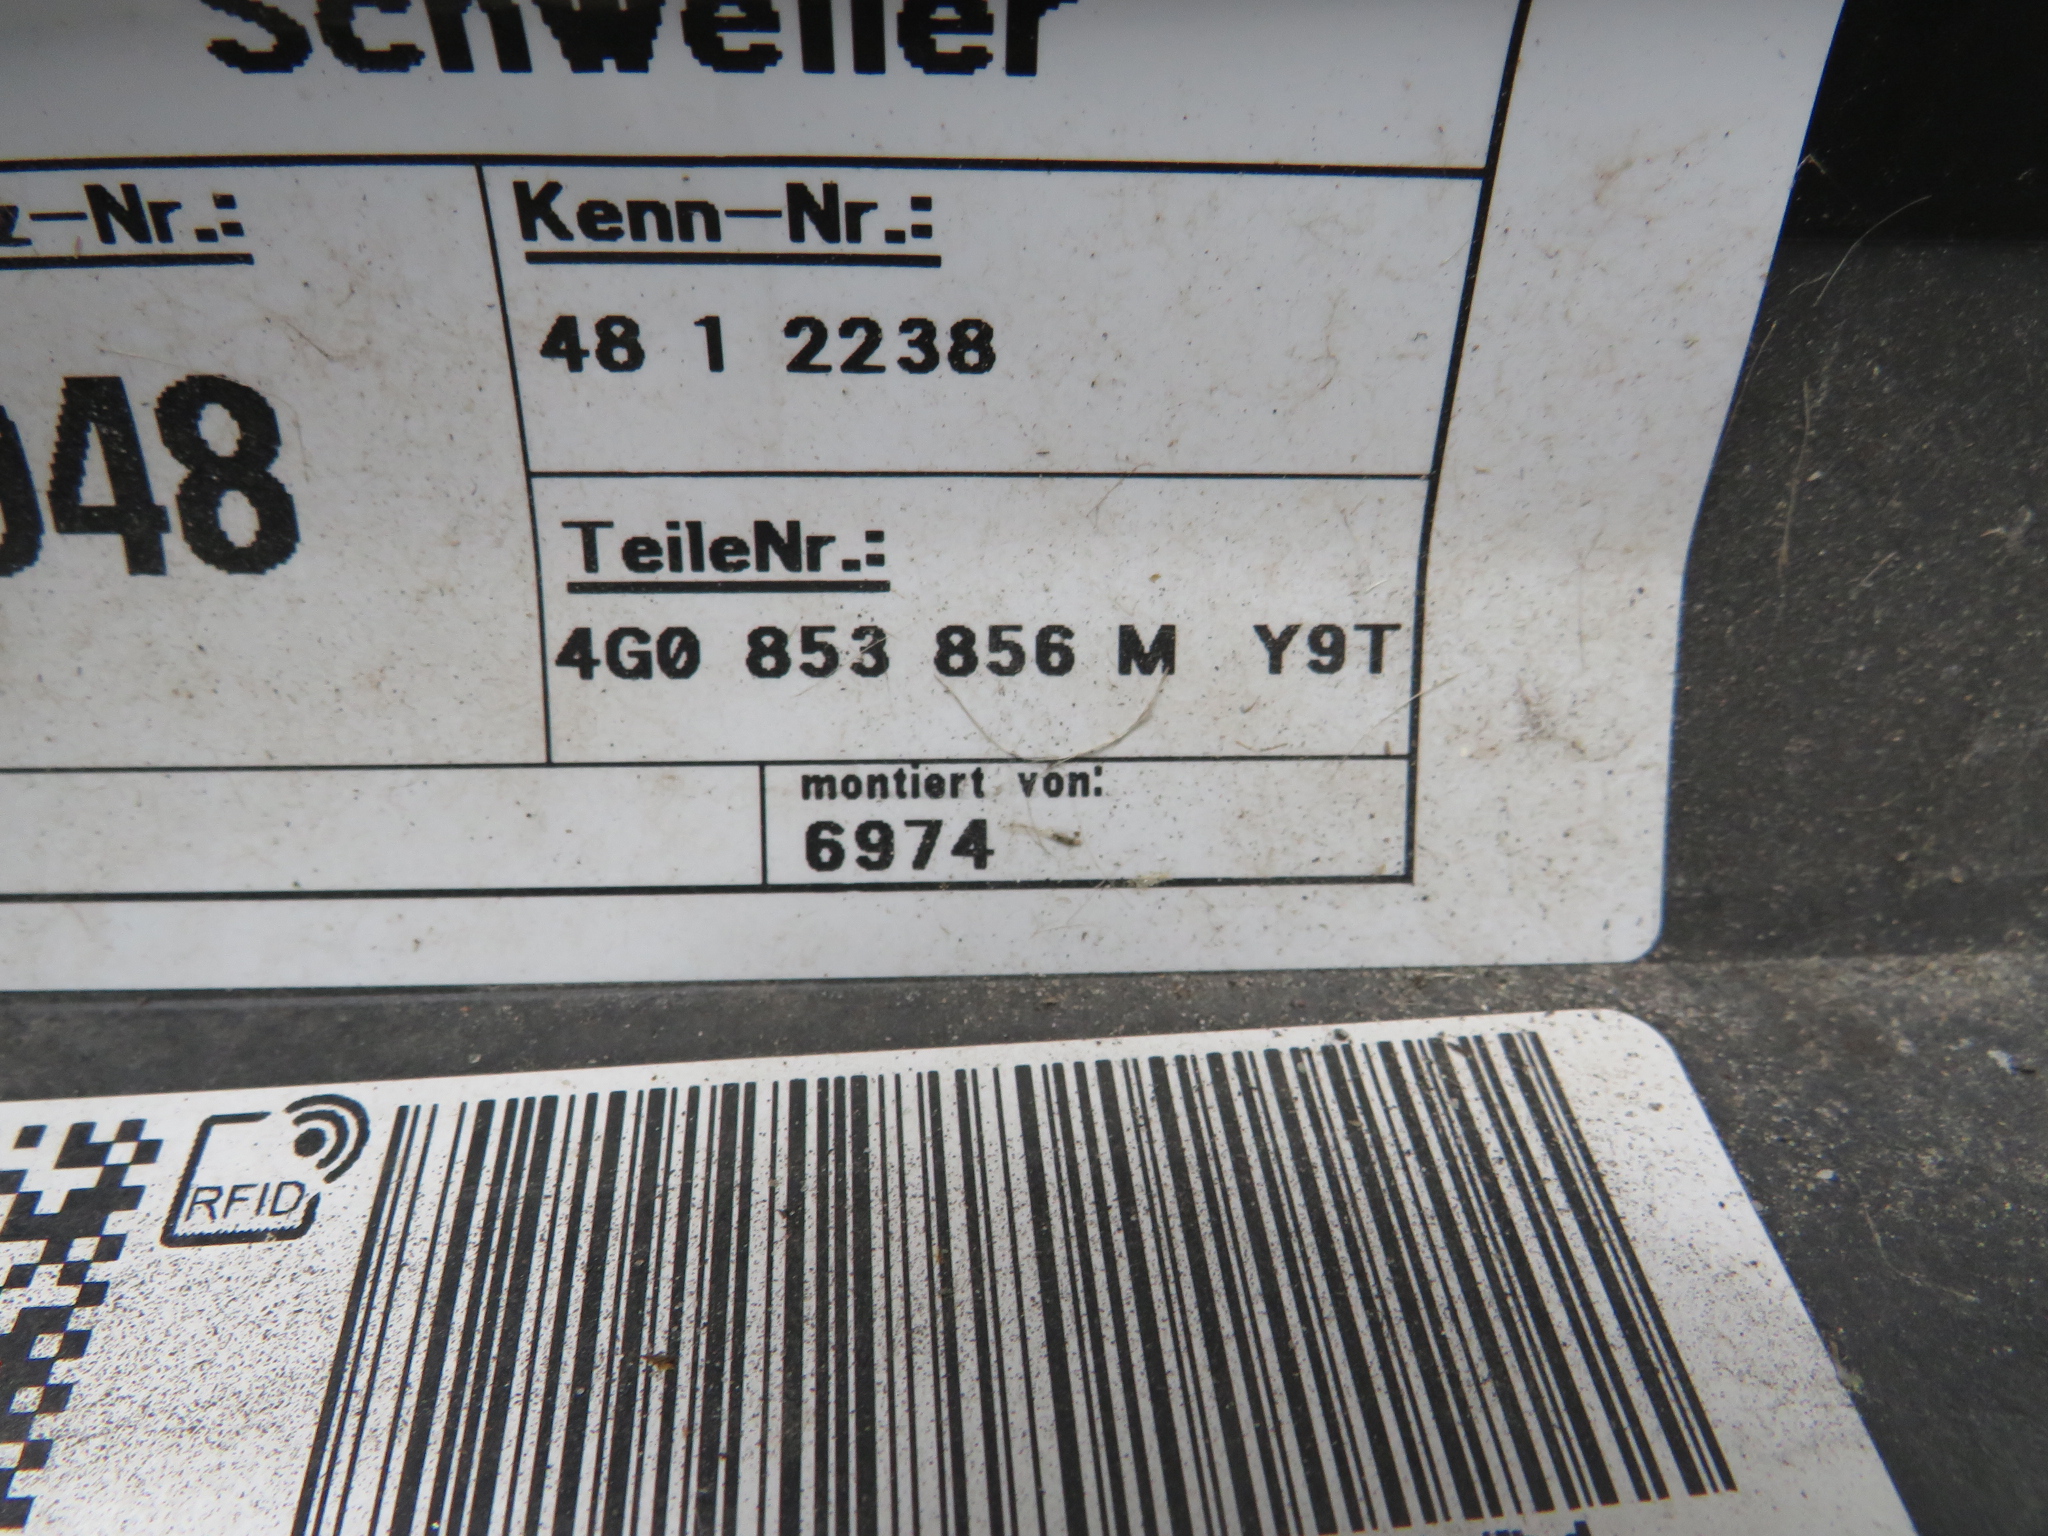 Schweller
z-Nr.:
Kenn-Nr.:
48 1 2238
048
TeileNr.:
4G0 853 856 M Y9T
montiert von:
6974
RFID